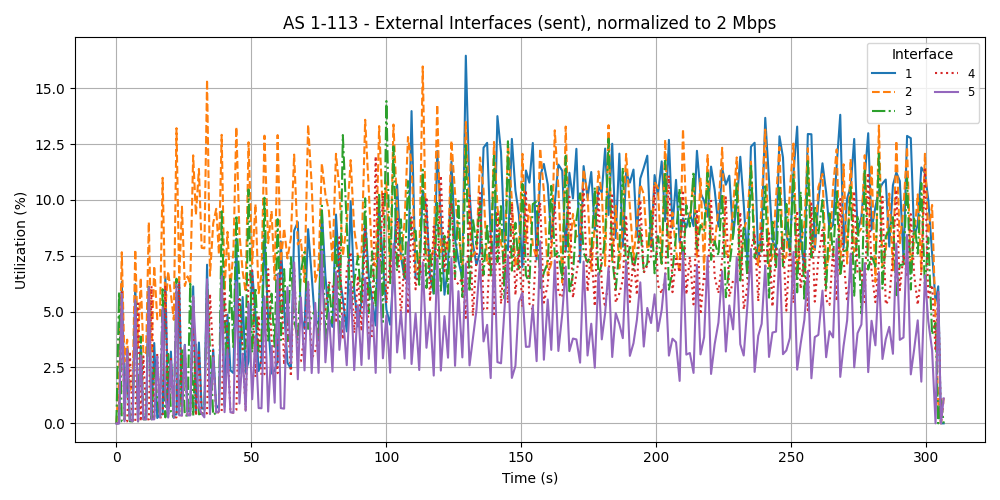 AS 1-113 - External Interfaces (sent), normalized to 2 Mbps
Utilization (%)
15.0
12.5
10.0
7.5
5.0
2.5
0.0
0 50 100 150 200 250 300
Time (s)
Interface
1 4
2 5
3